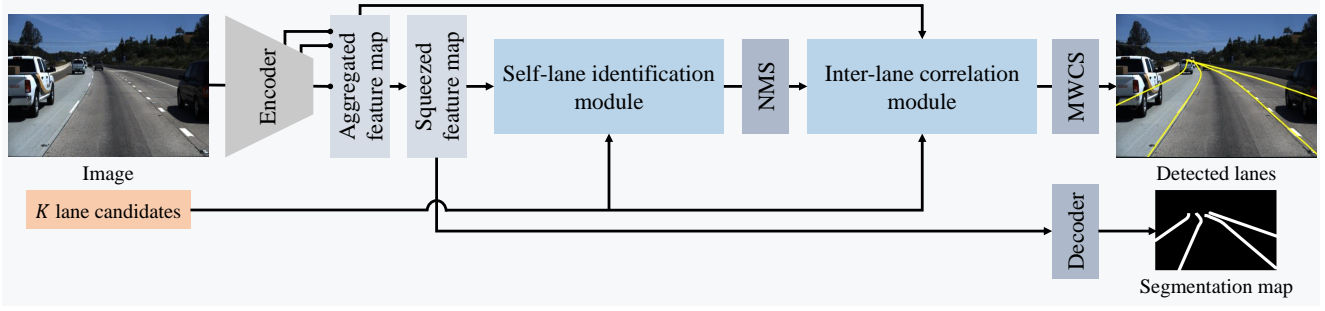 Image
Encoder
Aggregated
feature map
Squeezed
feature map
Self-lane identification
module
NMS
Inter-lane correlation
module
MWCS
Detected lanes
K lane candidates
Decoder
Segmentation map